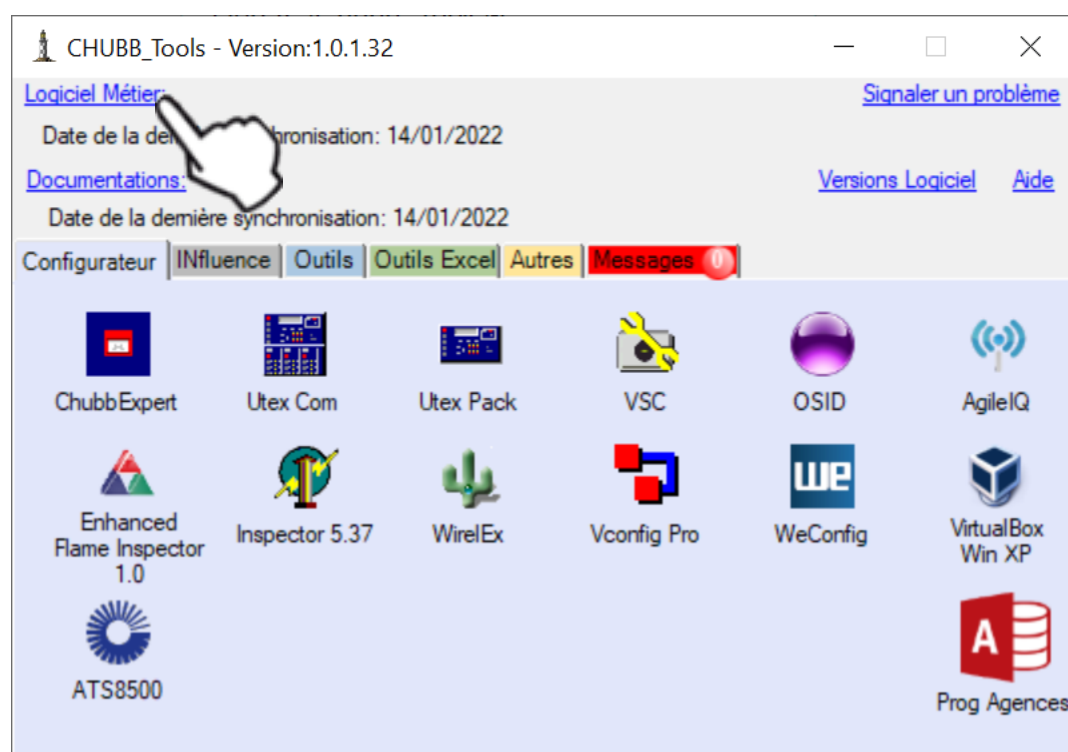 CHUBB_Tools - Version:1.0.1.32
Logiciel Métier: Signaler un problème
Date de la de hronisation: 14/01/2022
Documentations: Versions Logiciel Aide
Date de la dernière synchronisation: 14/01/2022
Configurateur INfluence Outils Outils Excel Autres Messages 0
ChubbExpert Utex Com Utex Pack VSC OSID AgileIQ
WE
Enhanced
Flame Inspector
1.0
Inspector 5.37 WirelEx Vconfig Pro WeConfig
VirtualBox
Win XP
A
ATS8500 Prog Agences